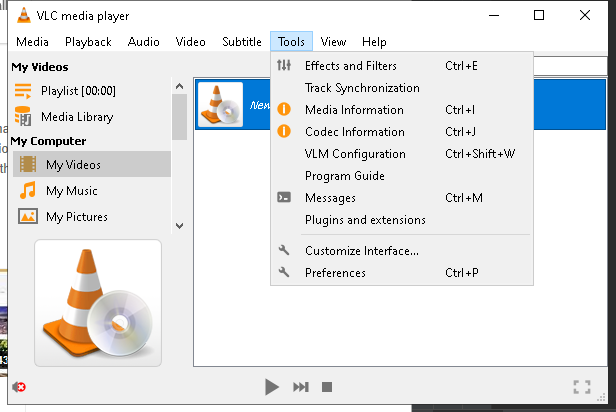 VLC media player
Media Playback Audio Video Subtitle Tools View Help
My Videos
Playlist [00:00]
Media Library
My Computer
My Videos
My Music
My Pictures
New
Effects and Filters Ctrl+E
Track Synchronization
Media Information Ctrl+I
Codec Information Ctrl+J
VLM Configuration Ctrl+Shift+W
Program Guide
Messages Ctrl+M
Plugins and extensions
Customize Interface...
Preferences Ctrl+P